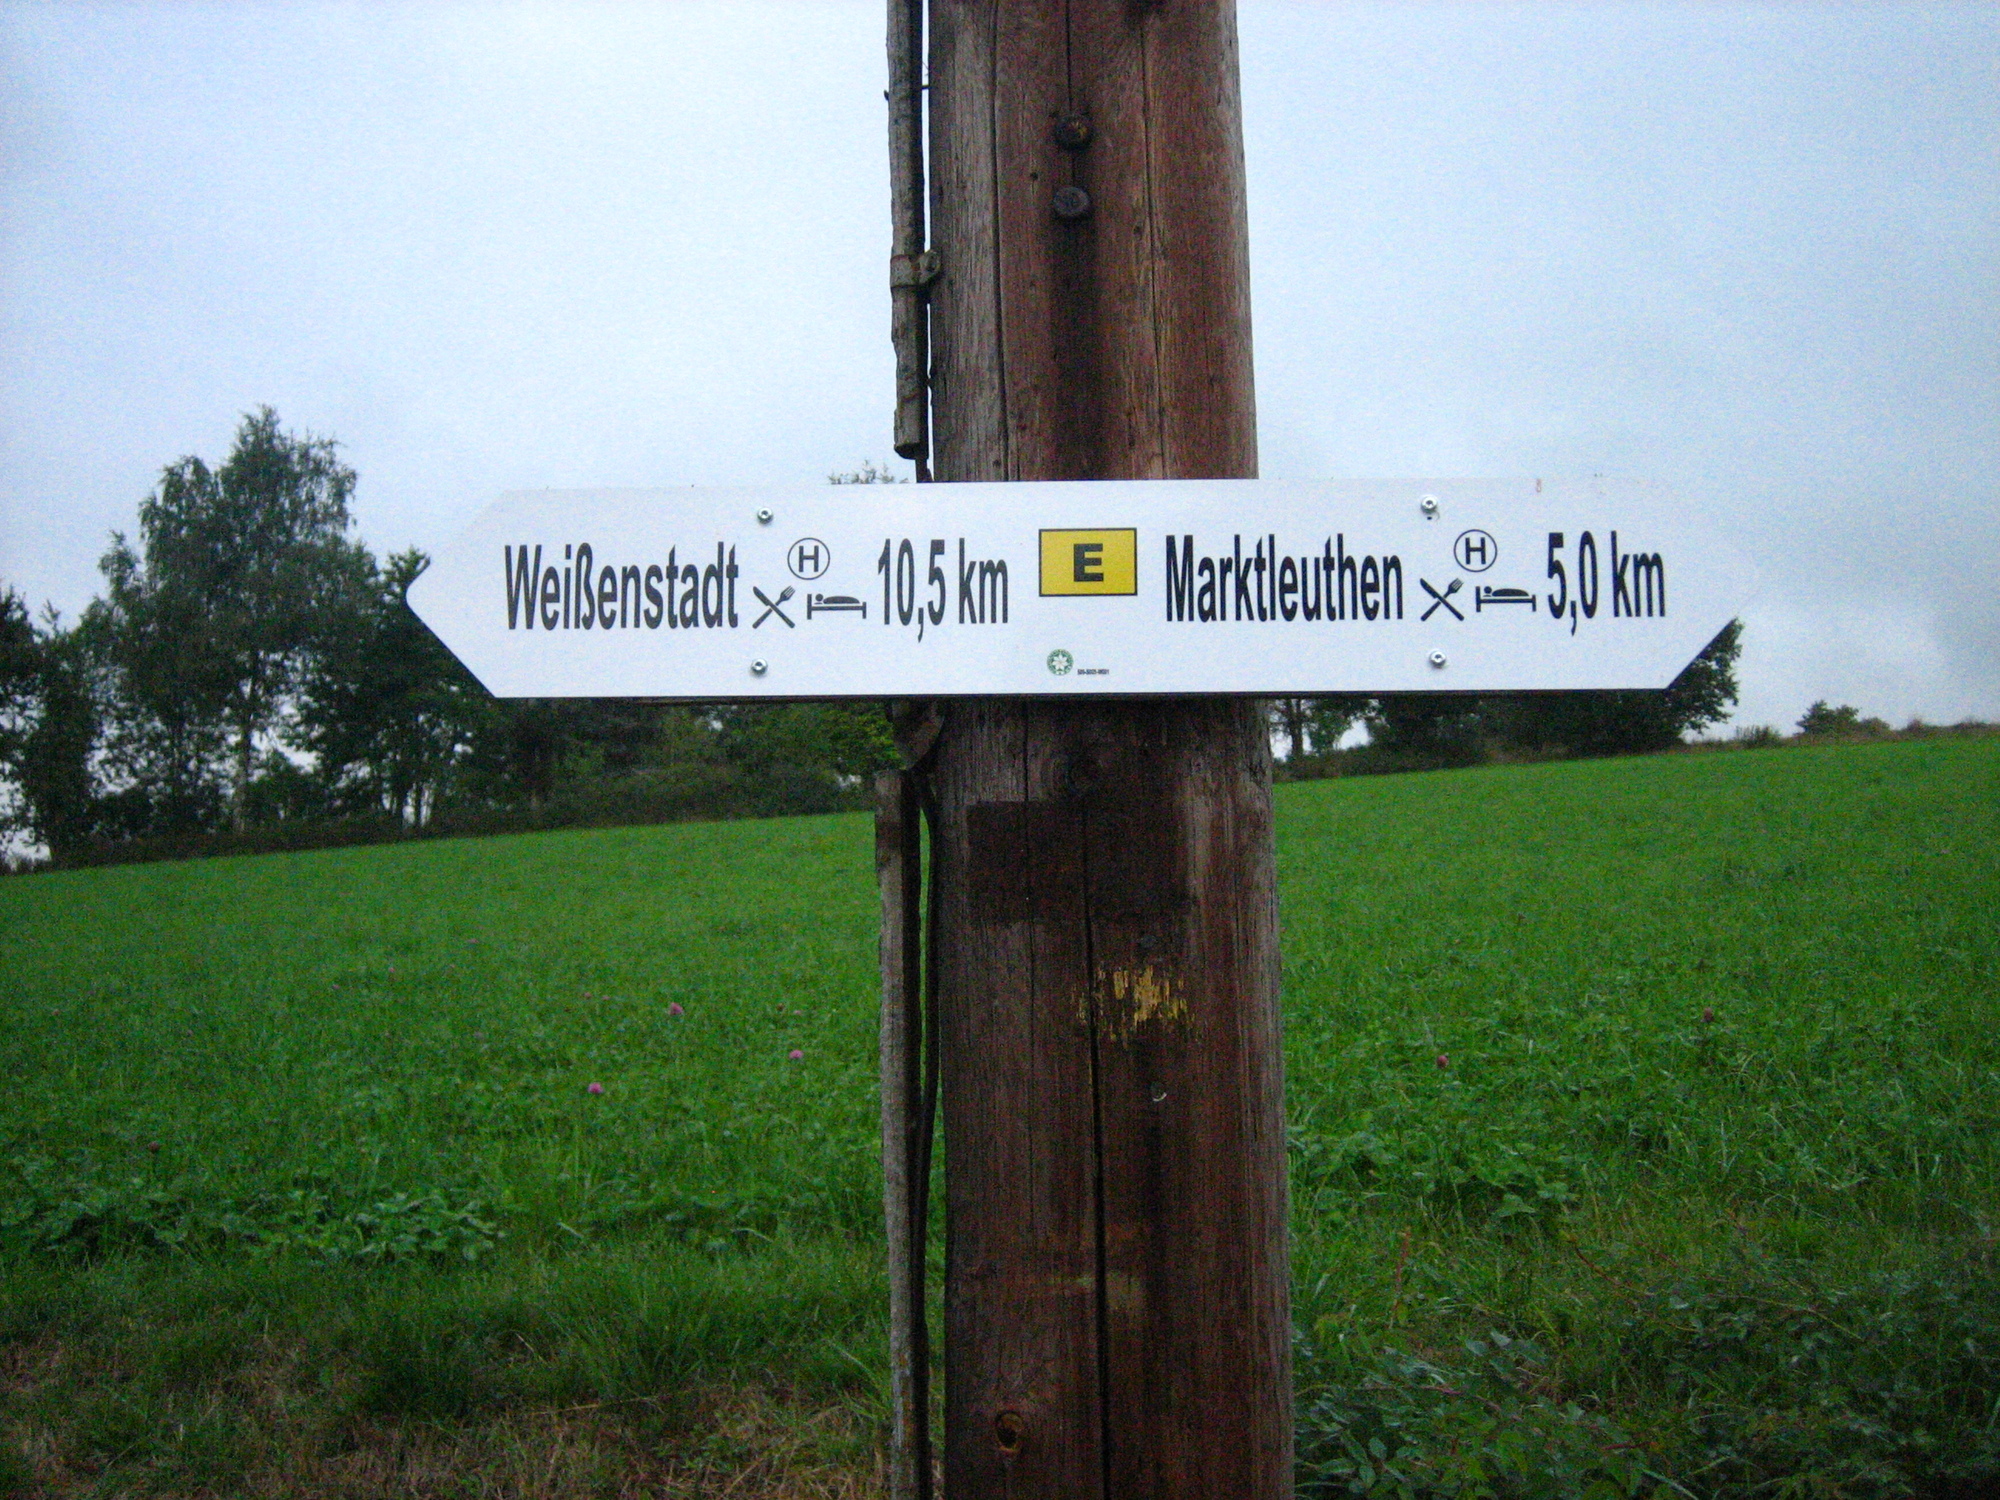 Weißenstadt H 10,5 km E Marktleuthen H 5,0 km